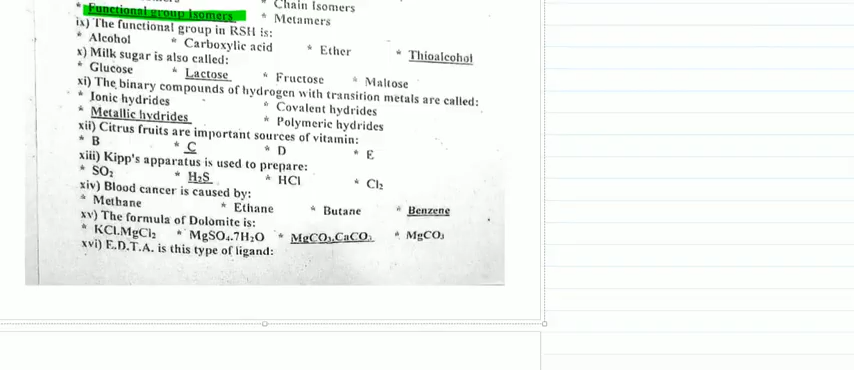 * Chain Isomers
* Functional group Isomers * Metamers
ix) The functional group in RSH is:
* Alcohol * Carboxylic acid * Ether * Thioalcohol
x) Milk sugar is also called:
* Glucose * Lactose * Fructose * Maltose
xi) The binary compounds of hydrogen with transition metals are called:
* Ionic hydrides * Covalent hydrides
* Metallic hydrides * Polymeric hydrides
xii) Citrus fruits are important sources of vitamin:
* B * C * D * E
xiii) Kipp's apparatus is used to prepare:
* SO₂ * H₂S * HCl * Cl₂
xiv) Blood cancer is caused by:
* Methane * Ethane * Butane * Benzene
xv) The formula of Dolomite is:
* KCl.MgCl₂ * MgSO₄.7H₂O * MgCO₃.CaCO₃ * MgCO₃
xvi) E.D.T.A. is this type of ligand: